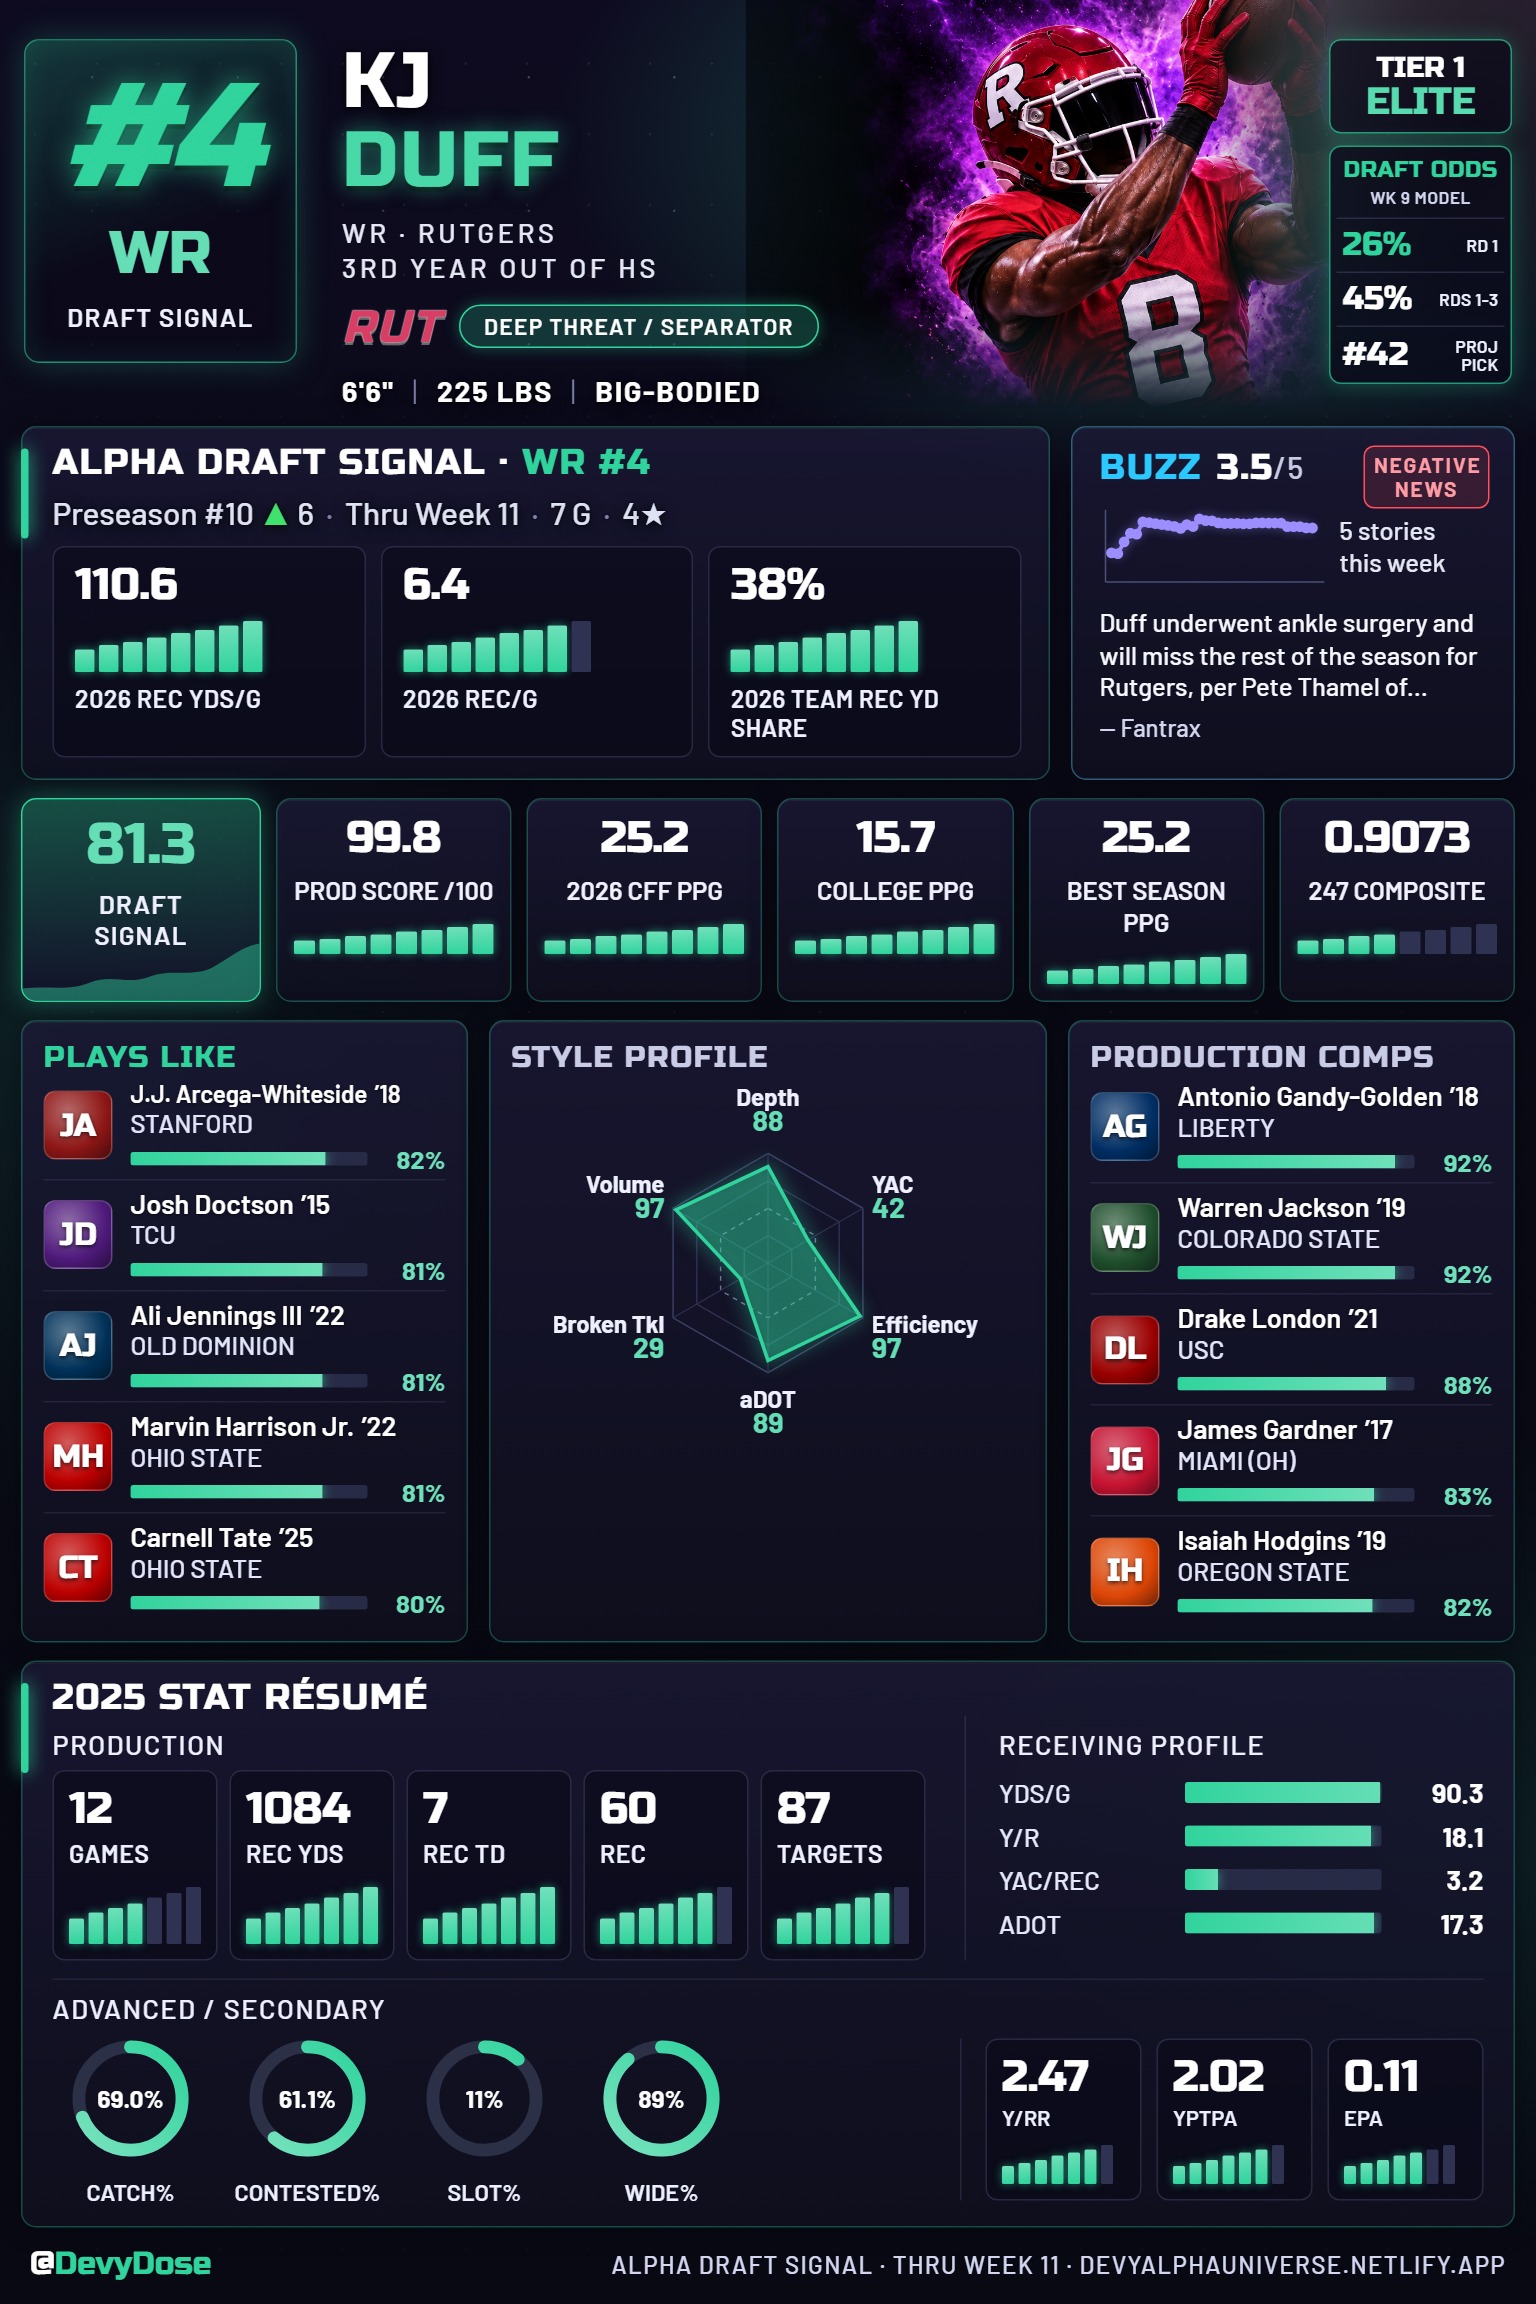 #4
WR
DRAFT SIGNAL
KJ
DUFF
WR · RUTGERS
3RD YEAR OUT OF HS
RUT DEEP THREAT / SEPARATOR
6'6" | 225 LBS | BIG-BODIED
R
8
TIER 1
ELITE
DRAFT ODDS
WK 9 MODEL
26% RD 1
45% RDS 1-3
#42 PROJ PICK
ALPHA DRAFT SIGNAL · WR #4
Preseason #10 ▲ 6 · Thru Week 11 · 7 G · 4★
110.6
2026 REC YDS/G
6.4
2026 REC/G
38%
2026 TEAM REC YD
SHARE
BUZZ 3.5/5
NEGATIVE
NEWS
5 stories
this week
Duff underwent ankle surgery and
will miss the rest of the season for
Rutgers, per Pete Thamel of...
— Fantrax
81.3
DRAFT
SIGNAL
99.8
PROD SCORE /100
25.2
2026 CFF PPG
15.7
COLLEGE PPG
25.2
BEST SEASON
PPG
0.9073
247 COMPOSITE
PLAYS LIKE
JA
J.J. Arcega-Whiteside ’18
STANFORD
82%
JD
Josh Doctson ’15
TCU
81%
AJ
Ali Jennings III ’22
OLD DOMINION
81%
MH
Marvin Harrison Jr. ’22
OHIO STATE
81%
CT
Carnell Tate ’25
OHIO STATE
80%
STYLE PROFILE
Depth
88
Volume
97
YAC
42
Broken Tkl
29
Efficiency
97
aDOT
89
PRODUCTION COMPS
AG
Antonio Gandy-Golden ’18
LIBERTY
92%
WJ
Warren Jackson ’19
COLORADO STATE
92%
DL
Drake London ’21
USC
88%
JG
James Gardner ’17
MIAMI (OH)
83%
IH
Isaiah Hodgins ’19
OREGON STATE
82%
2025 STAT RÉSUMÉ
PRODUCTION
12
GAMES
1084
REC YDS
7
REC TD
60
REC
87
TARGETS
RECEIVING PROFILE
YDS/G 90.3
Y/R 18.1
YAC/REC 3.2
ADOT 17.3
ADVANCED / SECONDARY
69.0%
CATCH%
61.1%
CONTESTED%
11%
SLOT%
89%
WIDE%
2.47
Y/RR
2.02
YPTPA
0.11
EPA
@DevyDose
ALPHA DRAFT SIGNAL · THRU WEEK 11 · DEVYALPHAUNIVERSE.NETLIFY.APP